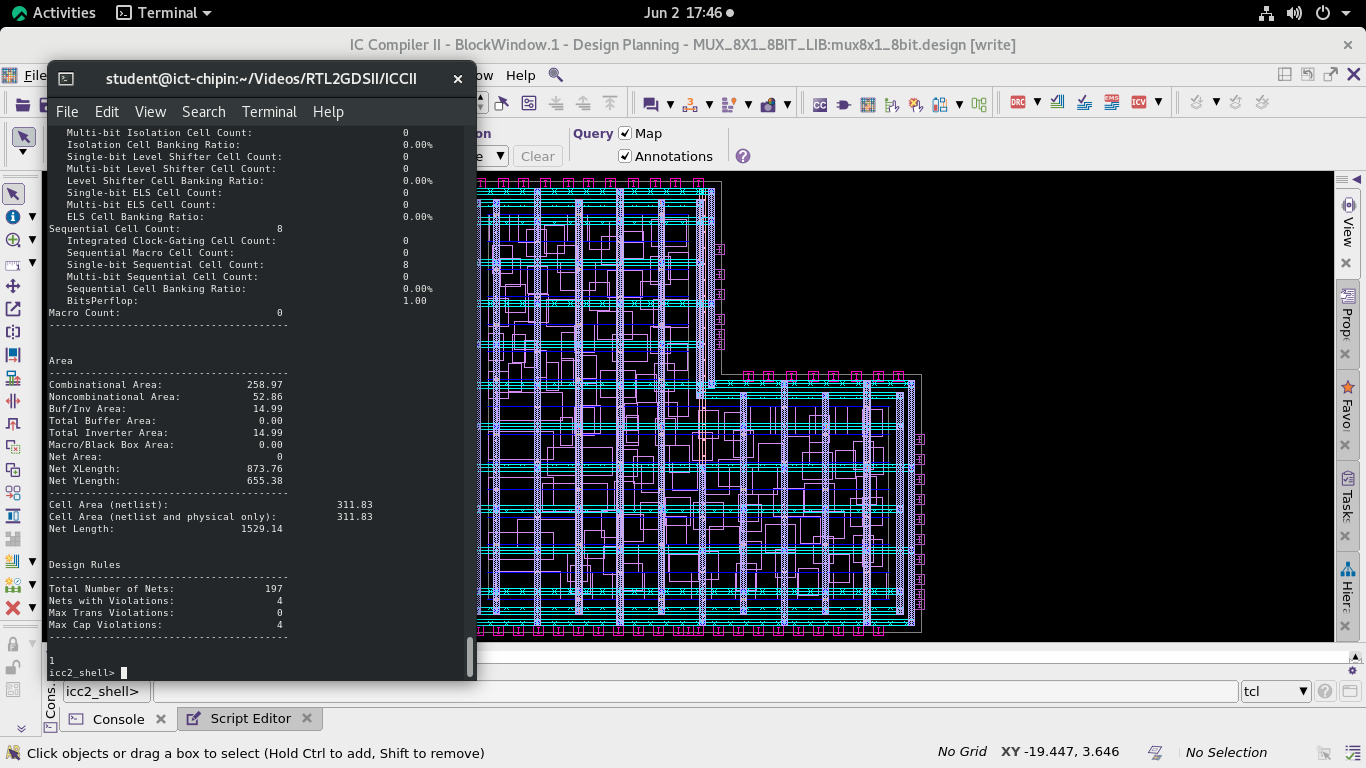 Activities Terminal Jun 2 17:46
IC Compiler II - BlockWindow.1 - Design Planning - MUX_8X1_8BIT_LIB:mux8x1_8bit.design [write]
File
Help
student@ict-chipin:~/Videos/RTL2GDSII/ICCII
File Edit View Search Terminal Help
DRC EMS ICV
Query Map
Clear Annotations
Multi-bit Isolation Cell Count: 0
Isolation Cell Banking Ratio: 0.00%
Single-bit Level Shifter Cell Count: 0
Multi-bit Level Shifter Cell Count: 0
Level Shifter Cell Banking Ratio: 0.00%
Single-bit ELS Cell Count: 0
Multi-bit ELS Cell Count: 0
ELS Cell Banking Ratio: 0.00%
Sequential Cell Count: 8
Integrated Clock-Gating Cell Count: 0
Sequential Macro Cell Count: 0
Single-bit Sequential Cell Count: 8
Multi-bit Sequential Cell Count: 0
Sequential Cell Banking Ratio: 0.00%
BitsPerflop: 1.00
Macro Count: 0
----------------------------------------
Area
----------------------------------------
Combinational Area: 258.97
Noncombinational Area: 52.86
Buf/Inv Area: 14.99
Total Buffer Area: 0.00
Total Inverter Area: 14.99
Macro/Black Box Area: 0.00
Net Area: 0
Net XLength: 873.76
Net YLength: 655.38
----------------------------------------
Cell Area (netlist): 311.83
Cell Area (netlist and physical only): 311.83
Net Length: 1529.14
Design Rules
----------------------------------------
Total Number of Nets: 197
Nets with Violations: 4
Max Trans Violations: 0
Max Cap Violations: 4
----------------------------------------
1
icc2_shell>
View
Prope
Favo
Tasks
Hiera
Cons.
icc2_shell> tcl
Console Script Editor
Click objects or drag a box to select (Hold Ctrl to add, Shift to remove) No Grid XY -19.447, 3.646 No Selection